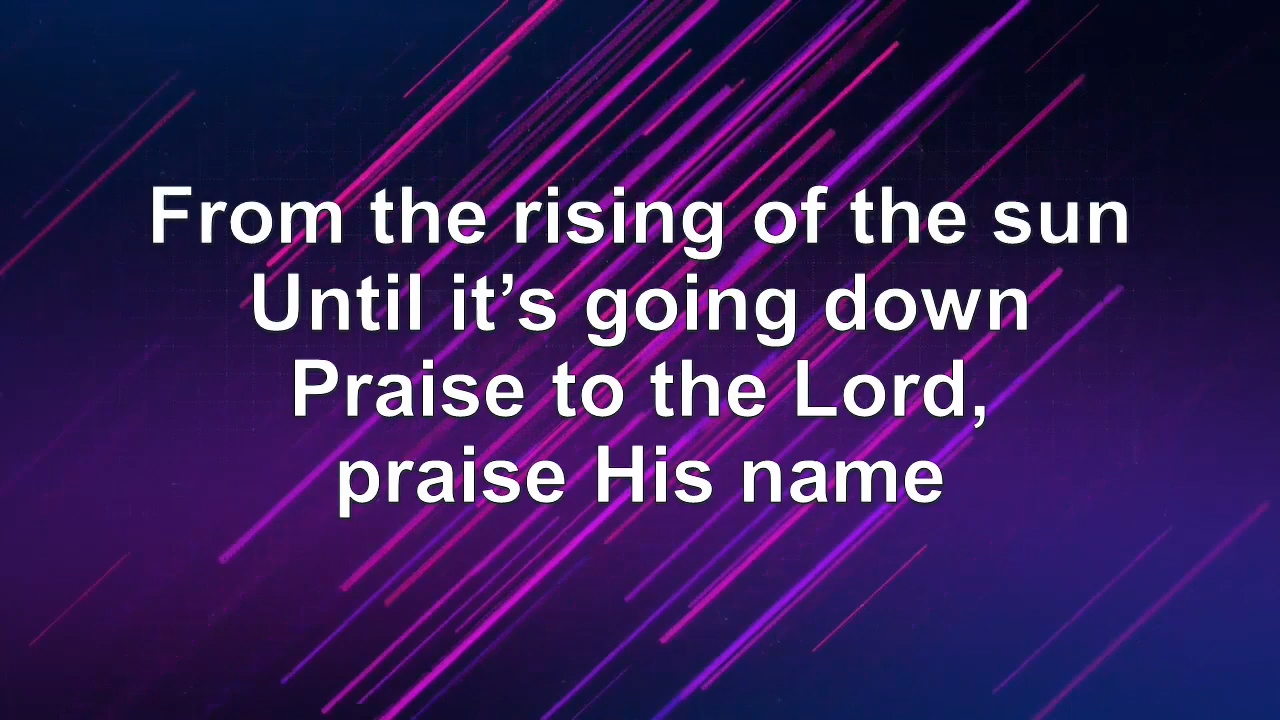 From the rising of the sun
Until it’s going down
Praise to the Lord,
praise His name